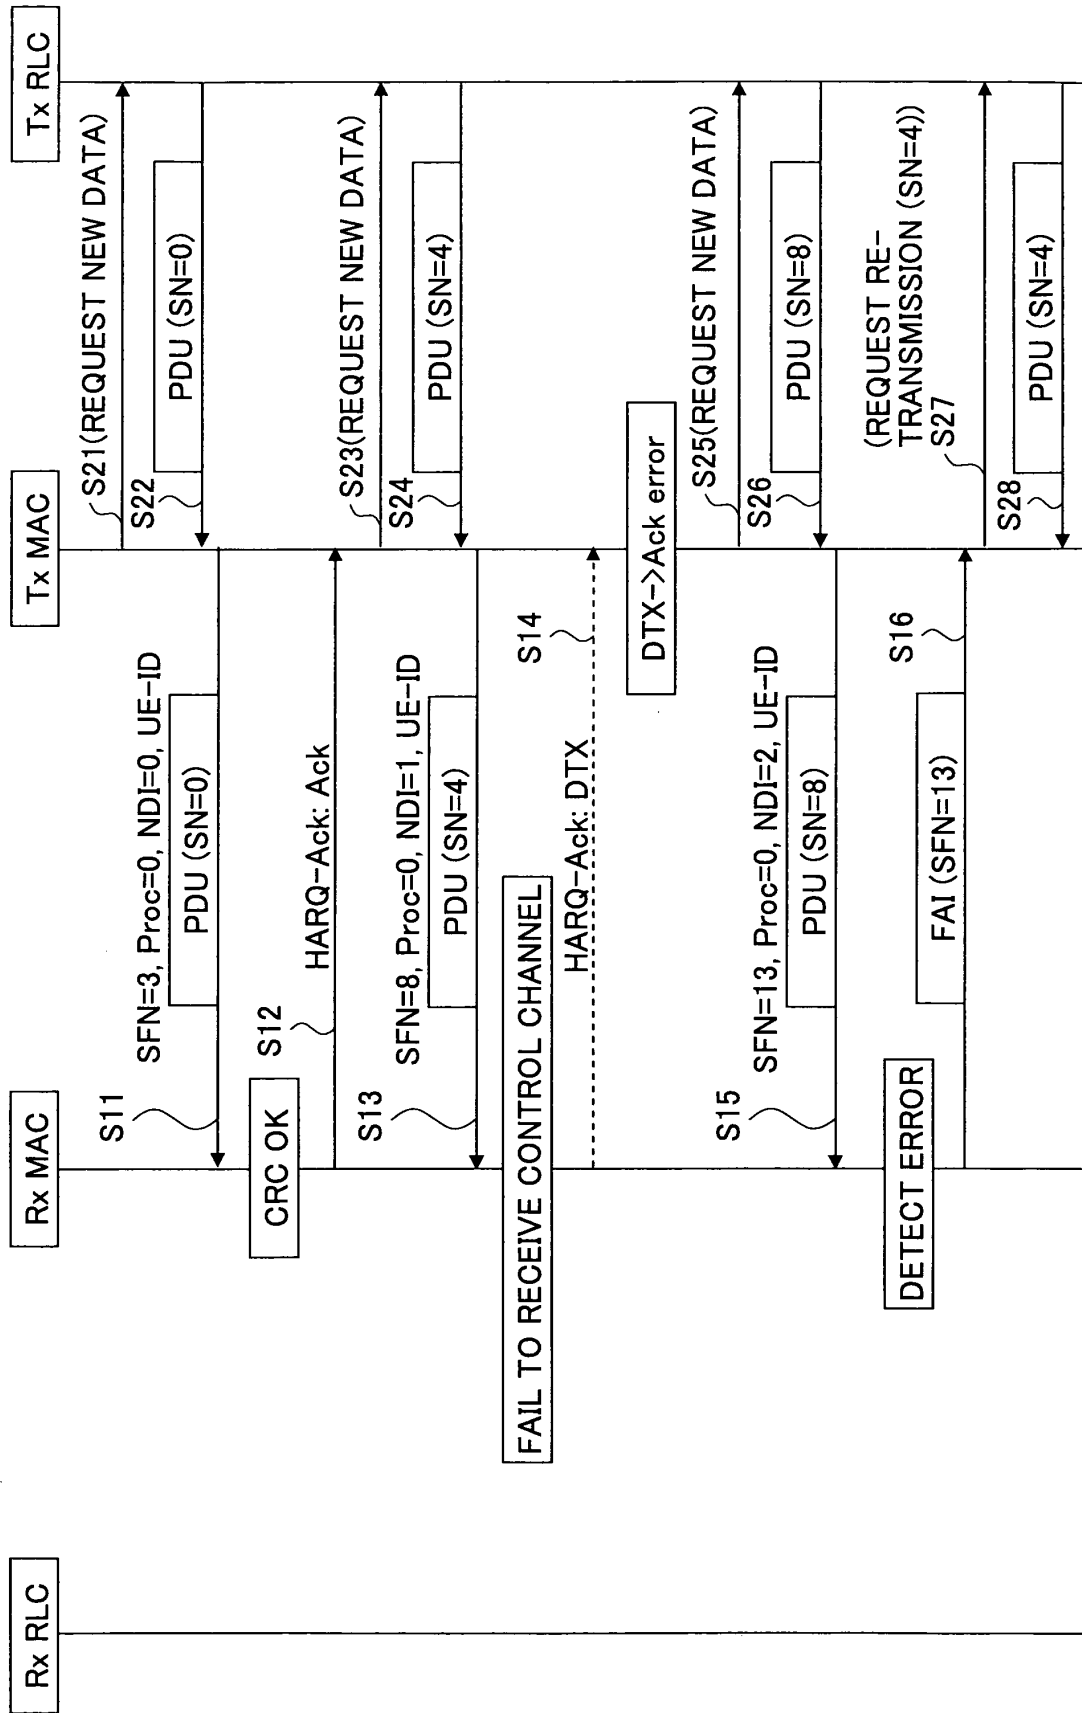 Rx RLC
Rx MAC
Tx MAC
Tx RLC
S21(REQUEST NEW DATA)
S22
PDU (SN=0)
S11
SFN=3, Proc=0, NDI=0, UE-ID
PDU (SN=0)
CRC OK
S12
HARQ-Ack: Ack
S23(REQUEST NEW DATA)
S24
PDU (SN=4)
S13
SFN=8, Proc=0, NDI=1, UE-ID
PDU (SN=4)
FAIL TO RECEIVE CONTROL CHANNEL
HARQ-Ack: DTX
S14
DTX->Ack error
S25(REQUEST NEW DATA)
S26
PDU (SN=8)
S15
SFN=13, Proc=0, NDI=2, UE-ID
PDU (SN=8)
DETECT ERROR
FAI (SFN=13)
S16
(REQUEST RE-
TRANSMISSION (SN=4))
S27
S28
PDU (SN=4)